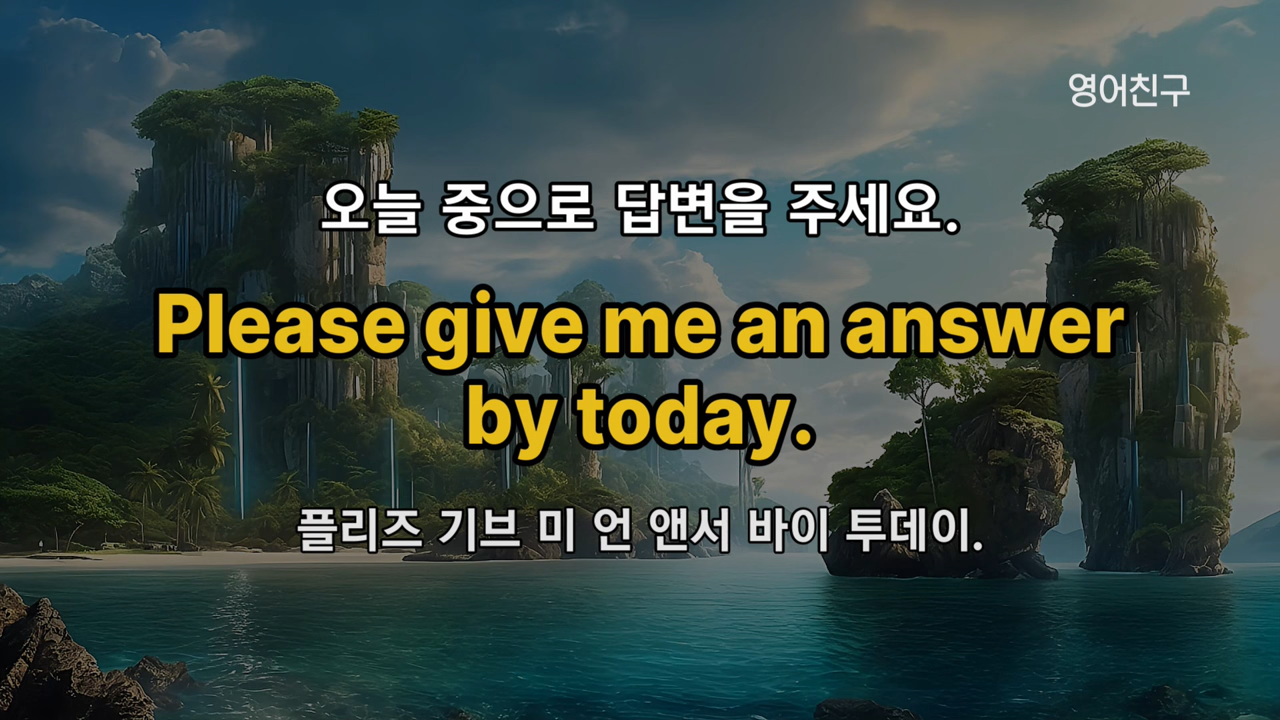 영어친구
오늘 중으로 답변을 주세요.
Please give me an answer
by today.
플리즈 기브 미 언 앤서 바이 투데이.